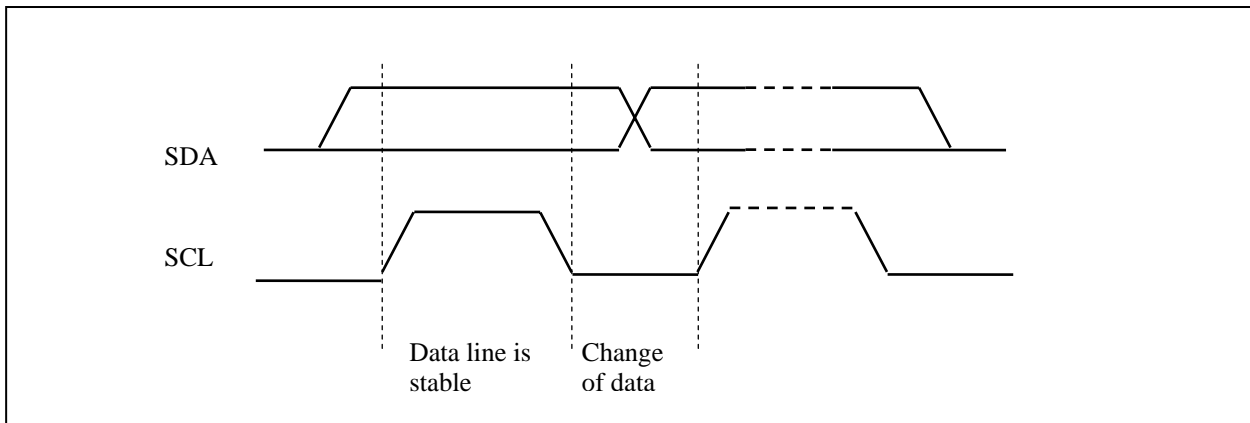 SDA
SCL
Data line is
stable
Change
of data